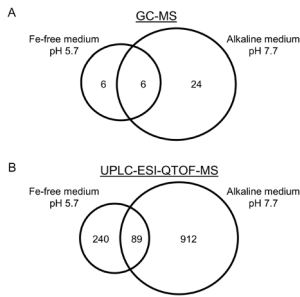 A
GC-MS
Fe-free medium
pH 5.7
Alkaline medium
pH 7.7
6
6
24
B
UPLC-ESI-QTOF-MS
Fe-free medium
pH 5.7
Alkaline medium
pH 7.7
240
89
912